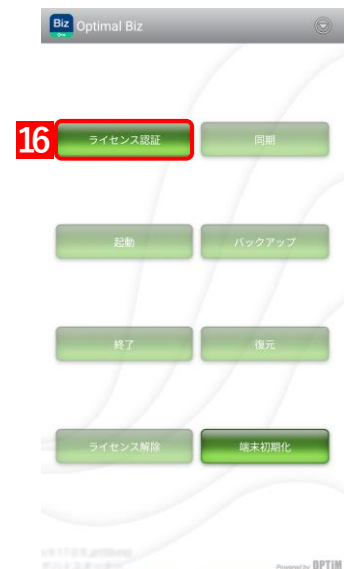 Biz Optimal Biz
16 ライセンス認証 同期
起動 バックアップ
終了 復元
ライセンス解除 端末初期化
Powered by OPTiM